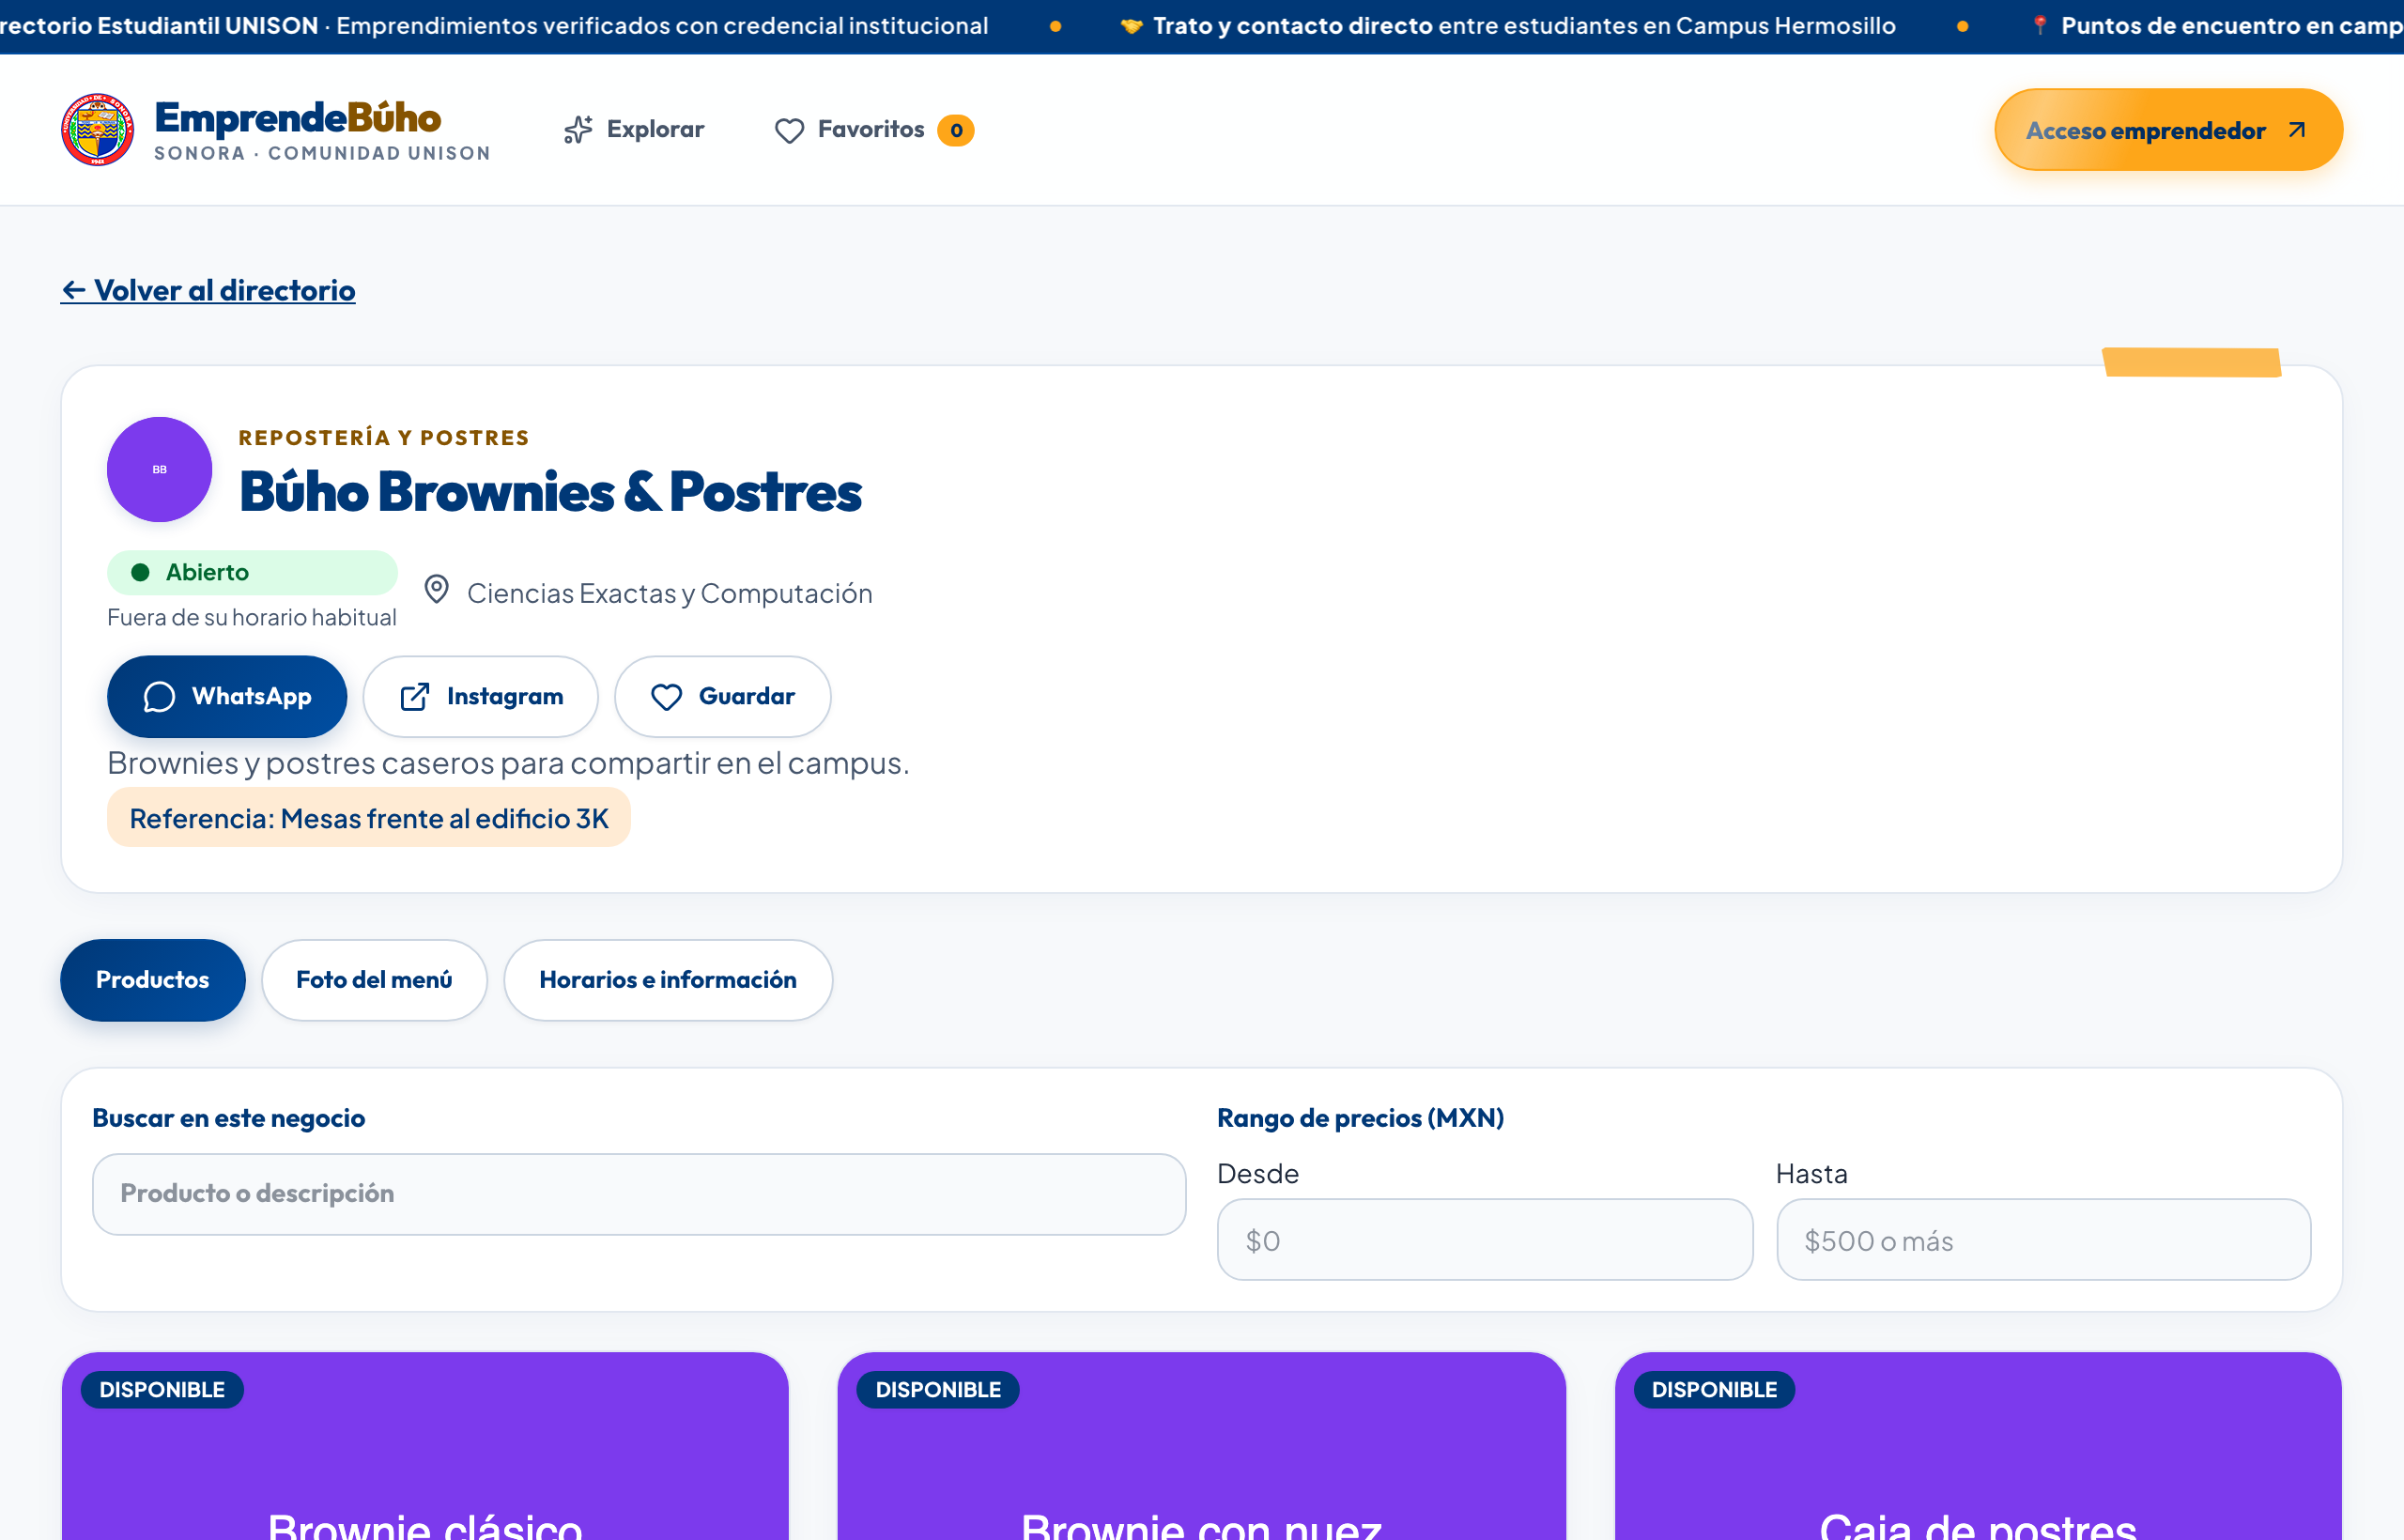 rectorio Estudiantil UNISON · Emprendimientos verificados con credencial institucional • 🤝 Trato y contacto directo entre estudiantes en Campus Hermosillo • 📍 Puntos de encuentro en camp
EmprendeBúho
SONORA · COMUNIDAD UNISON
Explorar
Favoritos 0
Acceso emprendedor ↗
← Volver al directorio
BB
REPOSTERÍA Y POSTRES
Búho Brownies & Postres
Abierto
Fuera de su horario habitual
Ciencias Exactas y Computación
WhatsApp
Instagram
Guardar
Brownies y postres caseros para compartir en el campus.
Referencia: Mesas frente al edificio 3K
Productos
Foto del menú
Horarios e información
Buscar en este negocio
Producto o descripción
Rango de precios (MXN)
Desde
Hasta
$0
$500 o más
DISPONIBLE
DISPONIBLE
DISPONIBLE
Brownie clásico
Brownie con nuez
Caja de postres